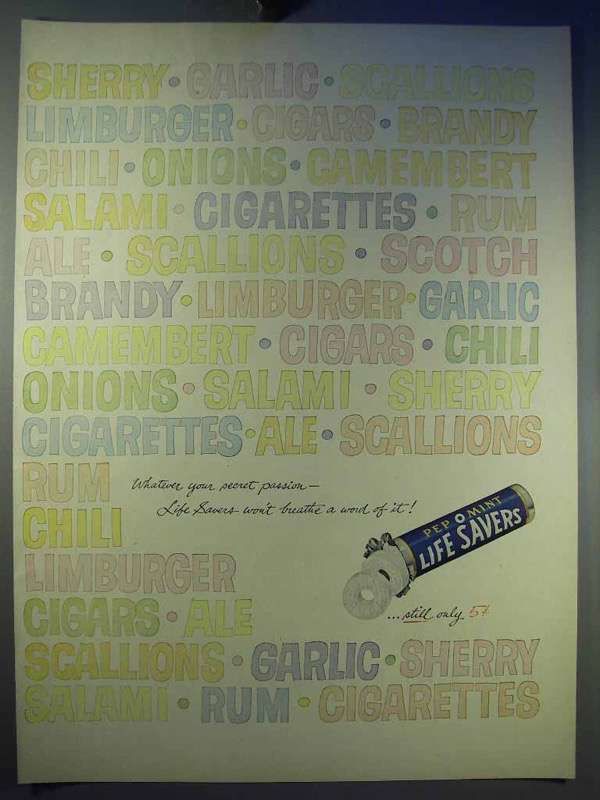 SHERRY • GARLIC • SCALLIONS
LIMBURGER • CIGARS • BRANDY
CHILI • ONIONS • CAMEMBERT
SALAMI • CIGARETTES • RUM
ALE • SCALLIONS • SCOTCH
BRANDY • LIMBURGER • GARLIC
CAMEMBERT • CIGARS • CHILI
ONIONS • SALAMI • SHERRY
CIGARETTES • ALE • SCALLIONS
RUM
CHILI
LIMBURGER
CIGARS • ALE
SCALLIONS • GARLIC • SHERRY
SALAMI • RUM • CIGARETTES
Whatever your secret passion—
Life Savers won't breathe a word of it!
PEP O MINT
LIFE SAVERS
...still only 5¢